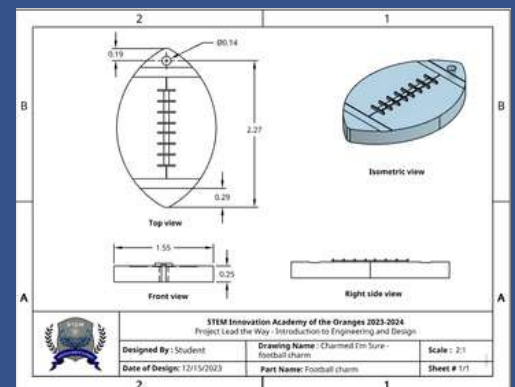 2
1
Ø0.14
0.19
B
B
2.27
Isometric view
0.29
Top view
1.55
0.25
Front view
Right side view
A
A
STEM Innovation Academy of the Oranges 2023-2024
Project Lead the Way - Introduction to Engineering and Design
STEM
Designed By : Student
Drawing Name : Charmed I'm Sure -
football charm
Scale : 2:1
Date of Design: 12/15/2023
Part Name: Football charm
Sheet # 1/1
2
1